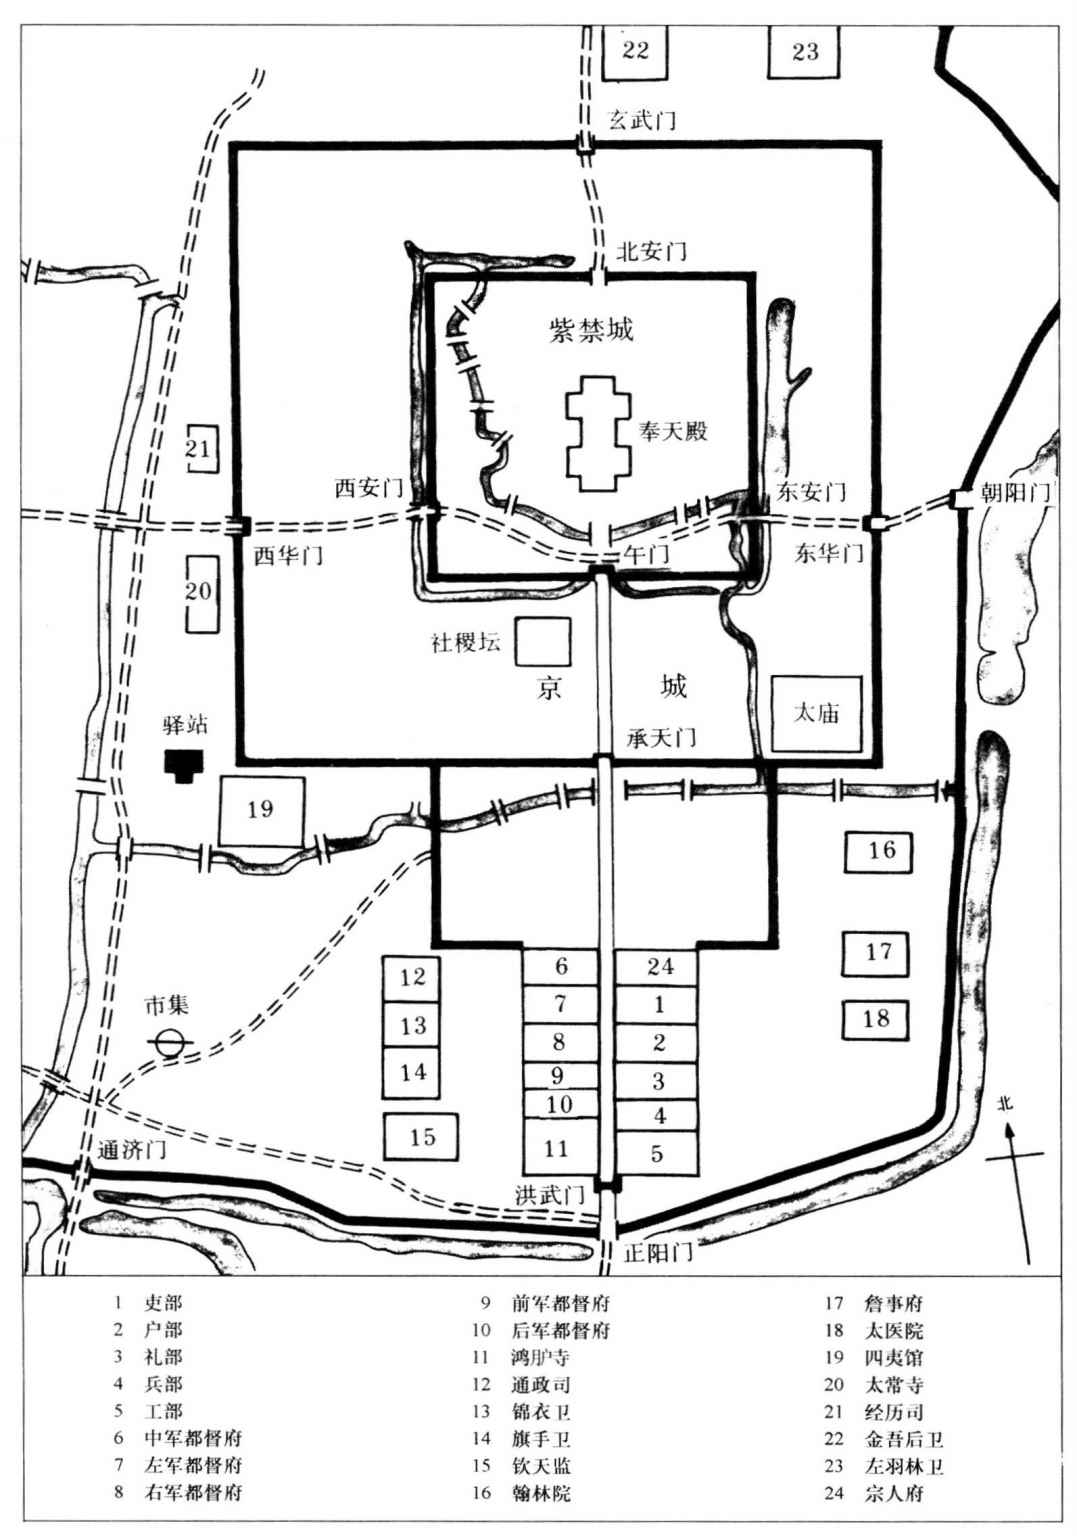 22
23
玄武门
北安门
紫禁城
奉天殿
21
西安门
东安门
朝阳门
西华门
午门
东华门
20
社稷坛
京城
太庙
驿站
承天门
19
16
6
24
17
12
7
1
市集
13
8
2
18
14
9
3
10
4
北
15
11
5
通济门
洪武门
正阳门
1 吏部
2 户部
3 礼部
4 兵部
5 工部
6 中军都督府
7 左军都督府
8 右军都督府
9 前军都督府
10 后军都督府
11 鸿胪寺
12 通政司
13 锦衣卫
14 旗手卫
15 钦天监
16 翰林院
17 詹事府
18 太医院
19 四夷馆
20 太常寺
21 经历司
22 金吾后卫
23 左羽林卫
24 宗人府